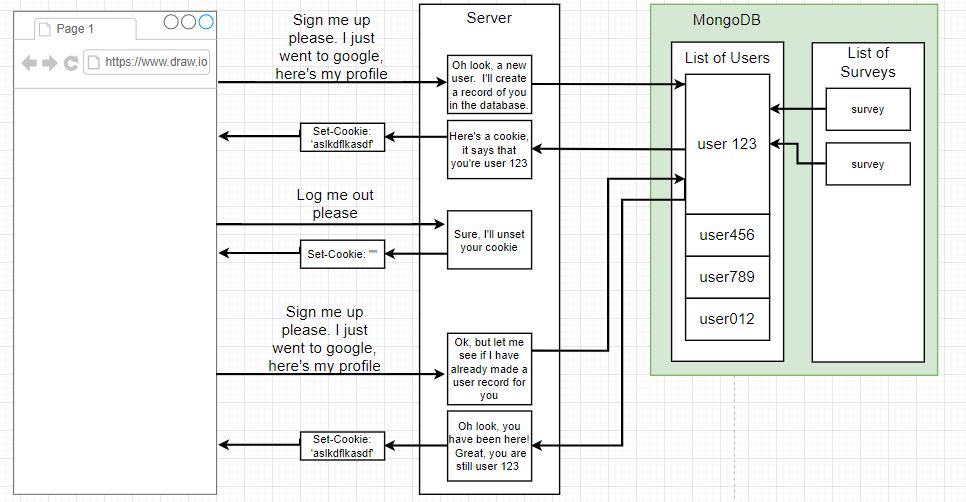 Page 1
https://www.draw.io
Sign me up
please. I just
went to google,
here's my profile
Set-Cookie:
'aslkdflkasdf'
Log me out
please
Set-Cookie: ""
Sign me up
please. I just
went to google,
here's my profile
Set-Cookie:
'aslkdflkasdf'
Server
Oh look, a new
user. I'll create
a record of you
in the database.
Here's a cookie,
it says that
you're user 123
Sure, I'll unset
your cookie
Ok, but let me
see if I have
already made a
user record for
you
Oh look, you
have been here!
Great, you are
still user 123
MongoDB
List of Users
user 123
user456
user789
user012
List of
Surveys
survey
survey